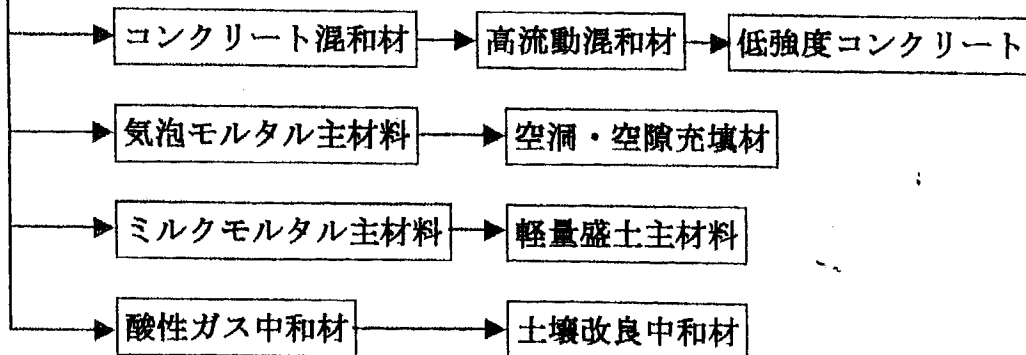 コンクリート混和材 高流動混和材 低強度コンクリート
気泡モルタル主材料 空洞・空隙充填材
ミルクモルタル主材料 軽量盛土主材料
酸性ガス中和材 土壌改良中和材